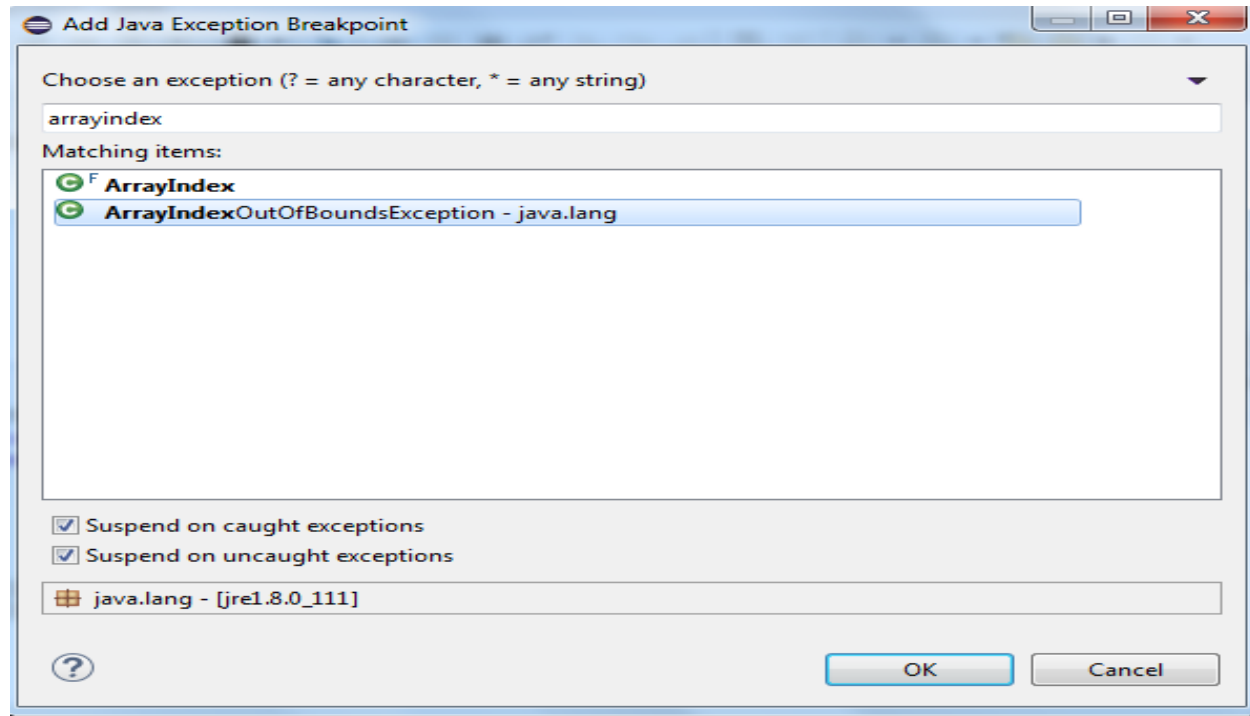 Add Java Exception Breakpoint
Choose an exception (? = any character, * = any string)
arrayindex
Matching items:
F ArrayIndex
ArrayIndexOutOfBoundsException - java.lang
Suspend on caught exceptions
Suspend on uncaught exceptions
java.lang - [jre1.8.0_111]
OK Cancel